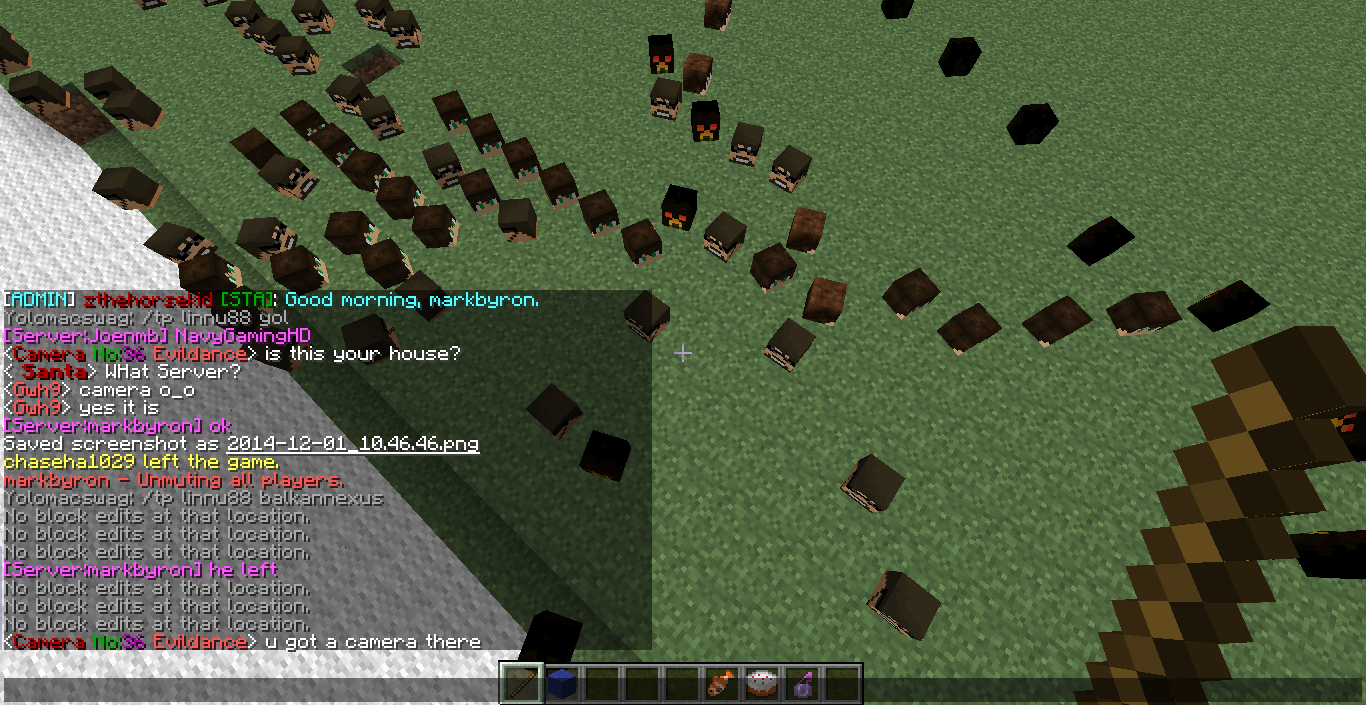 [ADMIN] zthehorsekid [STA]: Good morning, markbyron.
Yolomacswag: /tp linnu88 yol
[Server:Joenmb] NavyGamingHD
<Camera No:36 Evildance> is this your house?
< Santa> WHat Server?
<Gwh9> camera o_o
<Gwh9> yes it is
[Server:markbyron] ok
Saved screenshot as 2014-12-01_10.46.46.png
chaseha1029 left the game.
markbyron - Unmuting all players.
Yolomacswag: /tp linnu88 balkannexus
No block edits at that location.
No block edits at that location.
No block edits at that location.
[Server:markbyron] he left
No block edits at that location.
No block edits at that location.
No block edits at that location.
<Camera No:36 Evildance> u got a camera there